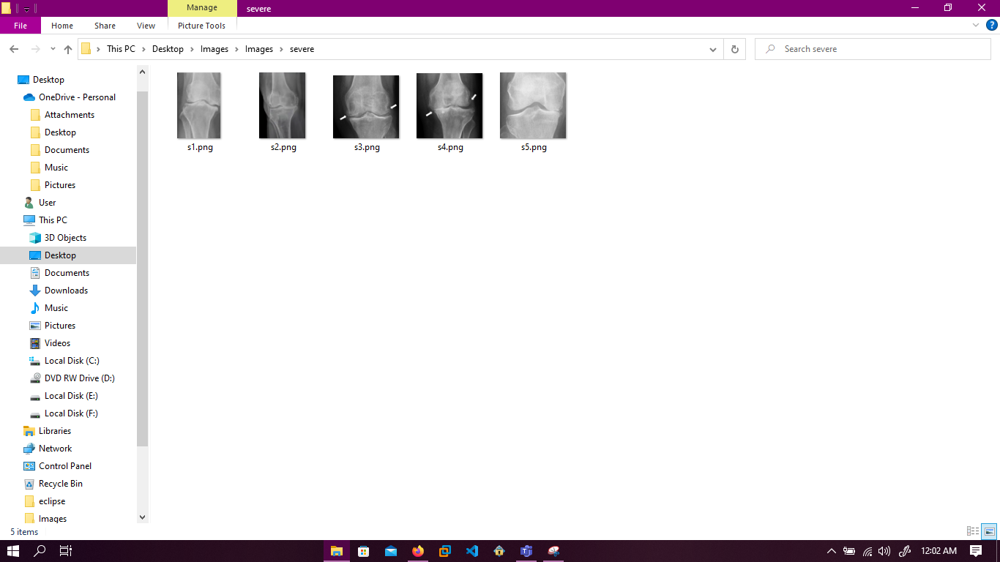 Manage
severe
File
Home
Share
View
Picture Tools
This PC
Desktop
Images
Images
severe
Search severe
Desktop
OneDrive - Personal
Attachments
Desktop
Documents
Music
Pictures
User
This PC
3D Objects
Desktop
Documents
Downloads
Music
Pictures
Videos
Local Disk (C:)
DVD RW Drive (D:)
Local Disk (E:)
Local Disk (F:)
Libraries
Network
Control Panel
Recycle Bin
eclipse
Images
s1.png
s2.png
s3.png
s4.png
s5.png
5 items
12:02 AM